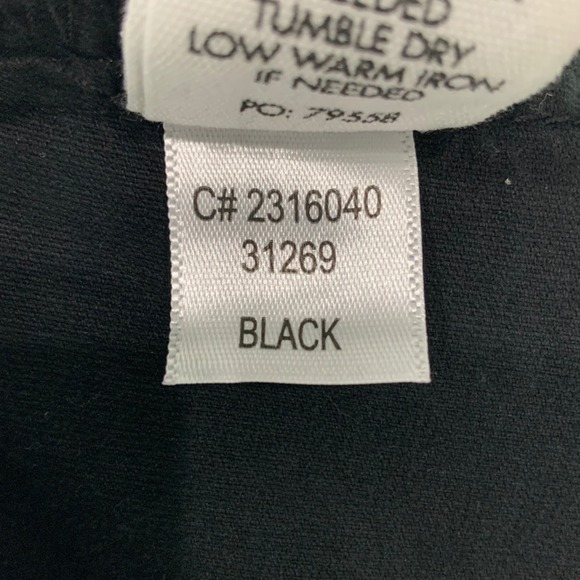 TUMBLE DRY
LOW WARM IRON
IF NEEDED
PO: 79558
C# 2316040
31269
BLACK